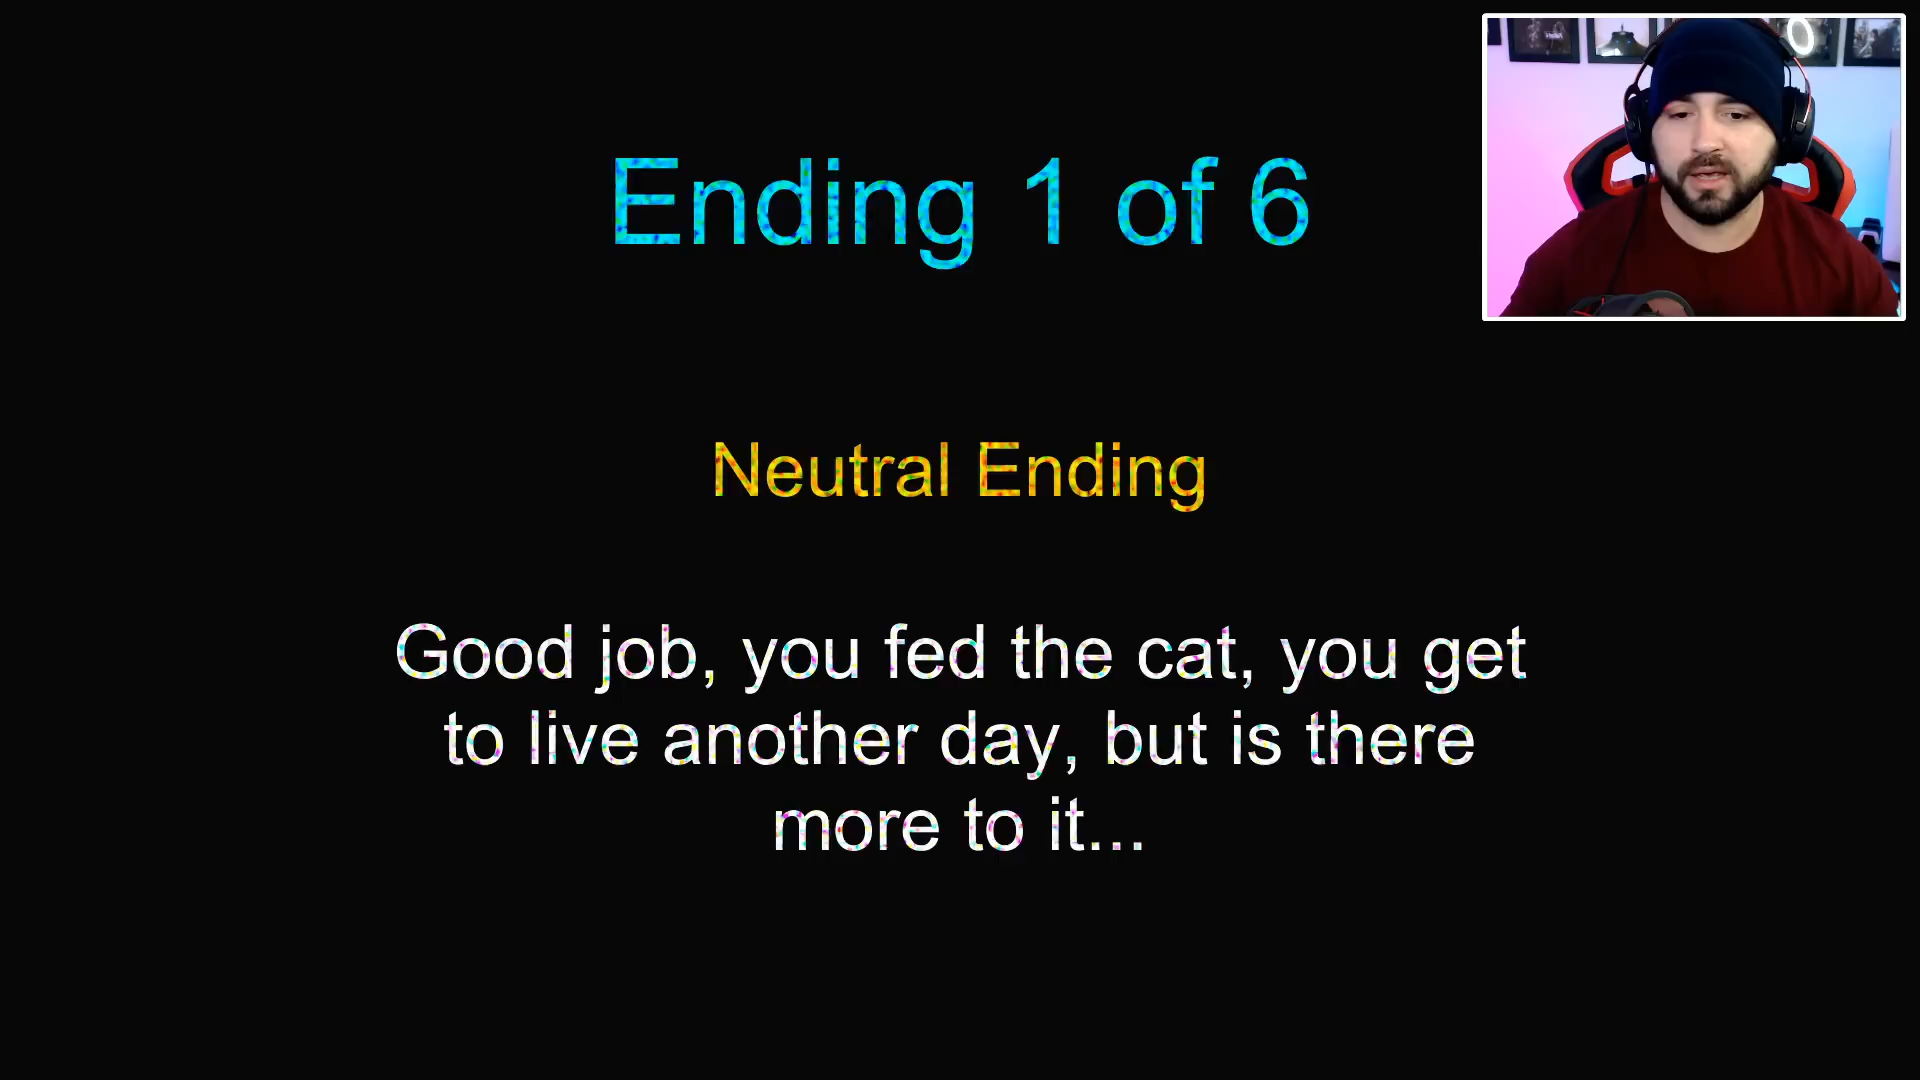 Ending 1 of 6
Neutral Ending
Good job, you fed the cat, you get
to live another day, but is there
more to it...